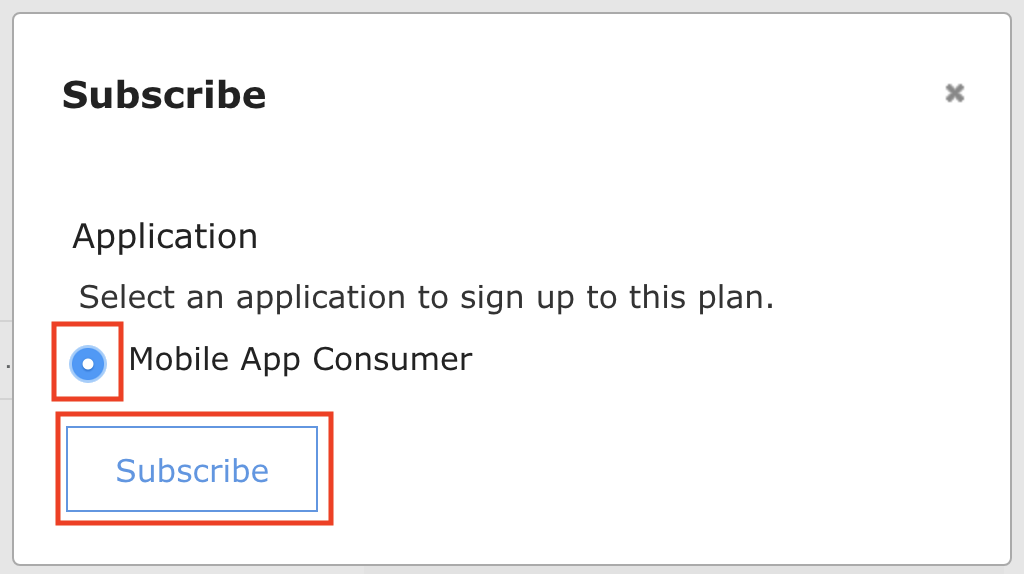 Subscribe
Application
Select an application to sign up to this plan.
Mobile App Consumer
Subscribe